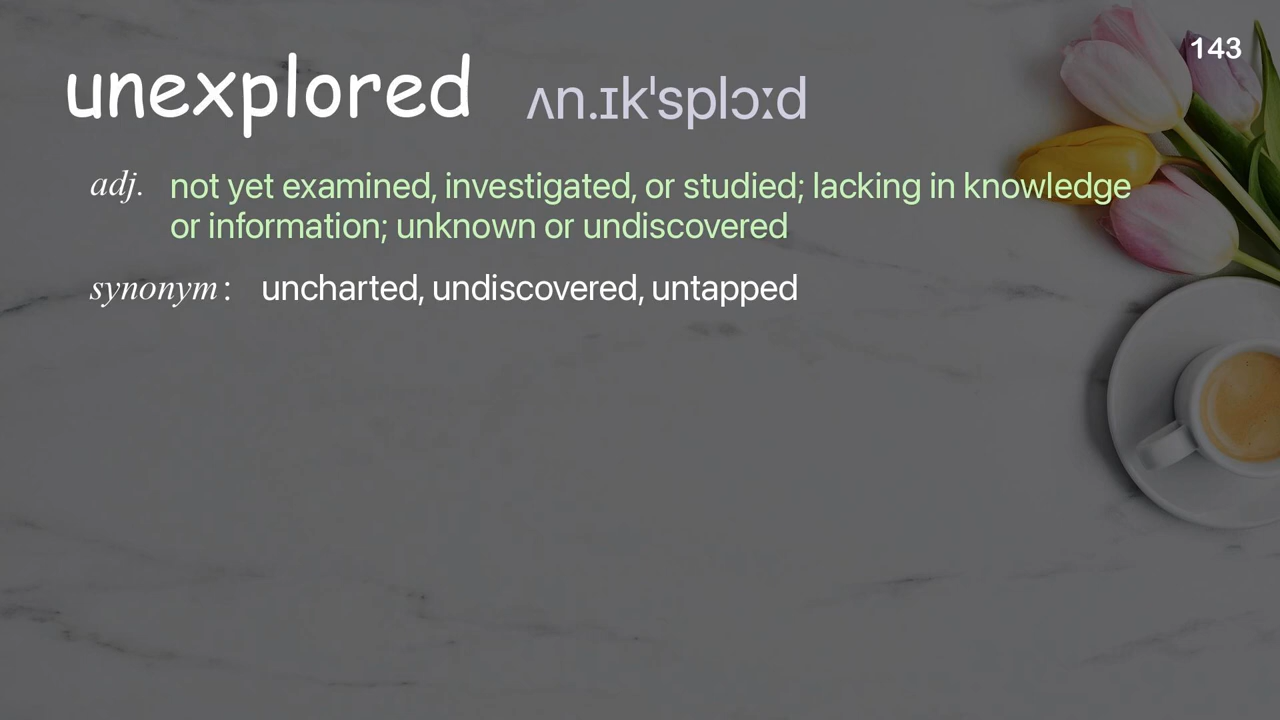 143
unexplored ʌn.ɪkˈsplɔːd
adj. not yet examined, investigated, or studied; lacking in knowledge
or information; unknown or undiscovered
synonym : uncharted, undiscovered, untapped